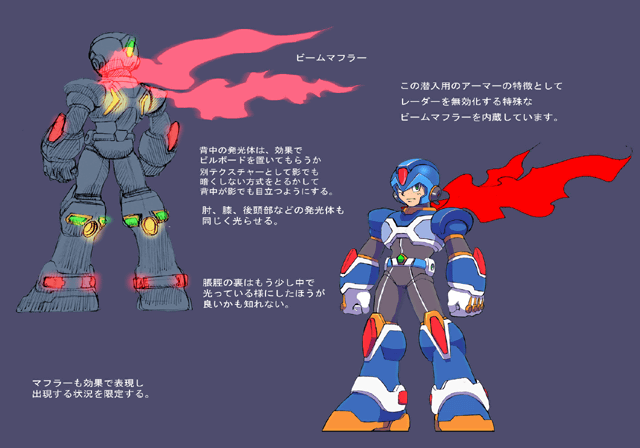 ビームマフラー
この潜入用のアーマーの特徴として
レーダーを無効化する特殊な
ビームマフラーを内蔵しています。
背中の発光体は、効果で
ビルボードを置いてもらうか
別テクスチャーとして影でも
暗くしない方式をとるかして
背中が影でも目立つようにする。
肘、膝、後頭部などの発光体も
同じく光らせる。
脹脛の裏はもう少し中で
光っている様にしたほうが
良いかも知れない。
マフラーも効果で表現し
出現する状況を限定する。